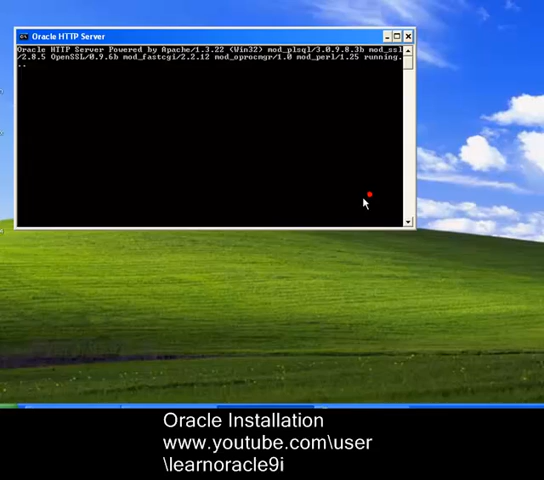 Oracle HTTP Server
Oracle HTTP Server Powered by Apache/1.3.22 (Win32) mod_plsql/3.0.9.8.3b mod_ssl
/2.8.5 OpenSSL/0.9.6b mod_fastcgi/2.2.12 mod_oprocmgr/1.0 mod_perl/1.25 running.
..
Oracle Installation
www.youtube.com\user
\learnoracle9i